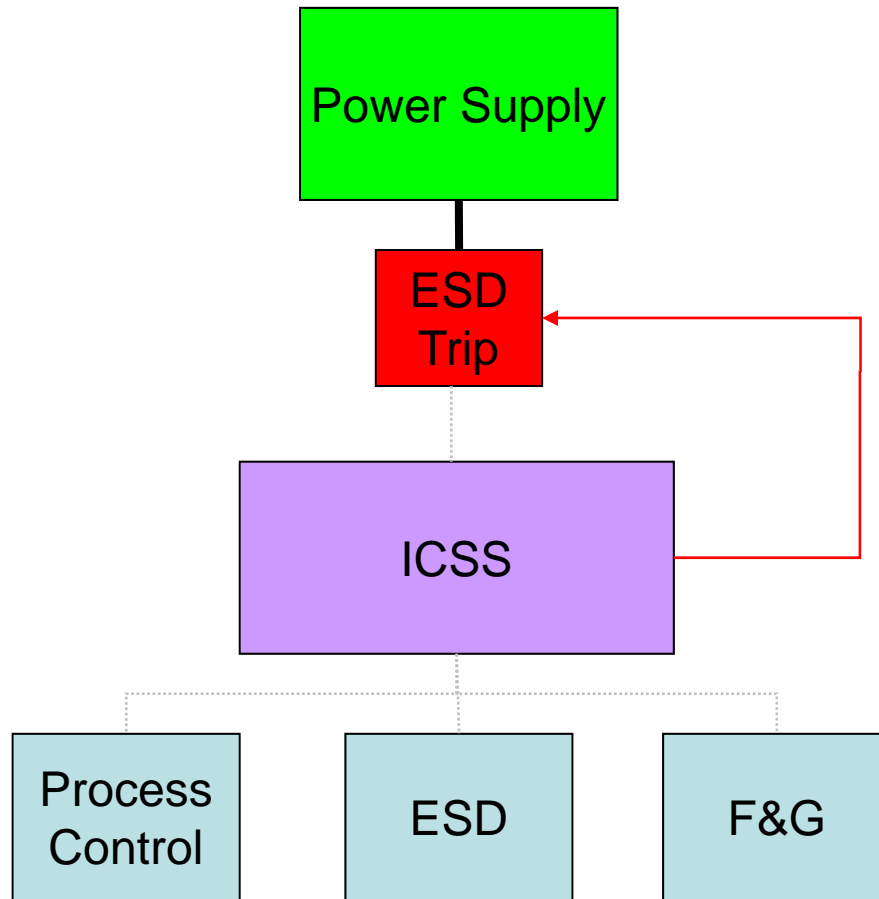 Power Supply
ESD
Trip
ICSS
Process
Control
ESD
F&G